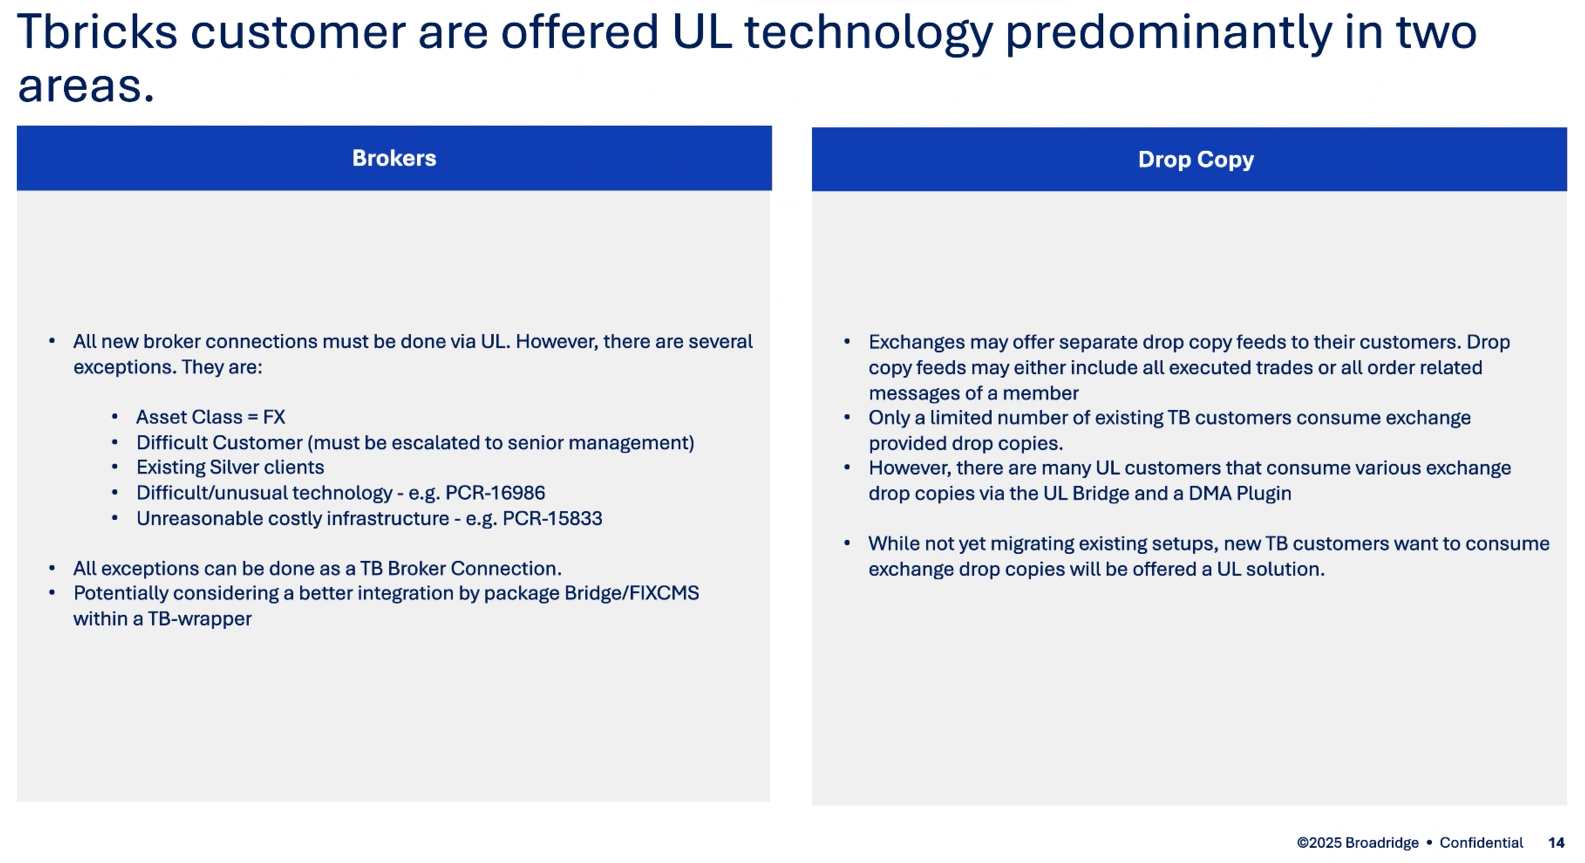 Tbricks customer are offered UL technology predominantly in two
areas.
Brokers
• All new broker connections must be done via UL. However, there are several
exceptions. They are:
• Asset Class = FX
• Difficult Customer (must be escalated to senior management)
• Existing Silver clients
• Difficult/unusual technology - e.g. PCR-16986
• Unreasonable costly infrastructure - e.g. PCR-15833
• All exceptions can be done as a TB Broker Connection.
• Potentially considering a better integration by package Bridge/FIXCMS
within a TB-wrapper
Drop Copy
• Exchanges may offer separate drop copy feeds to their customers. Drop
copy feeds may either include all executed trades or all order related
messages of a member
• Only a limited number of existing TB customers consume exchange
provided drop copies.
• However, there are many UL customers that consume various exchange
drop copies via the UL Bridge and a DMA Plugin
• While not yet migrating existing setups, new TB customers want to consume
exchange drop copies will be offered a UL solution.
©2025 Broadridge • Confidential 14